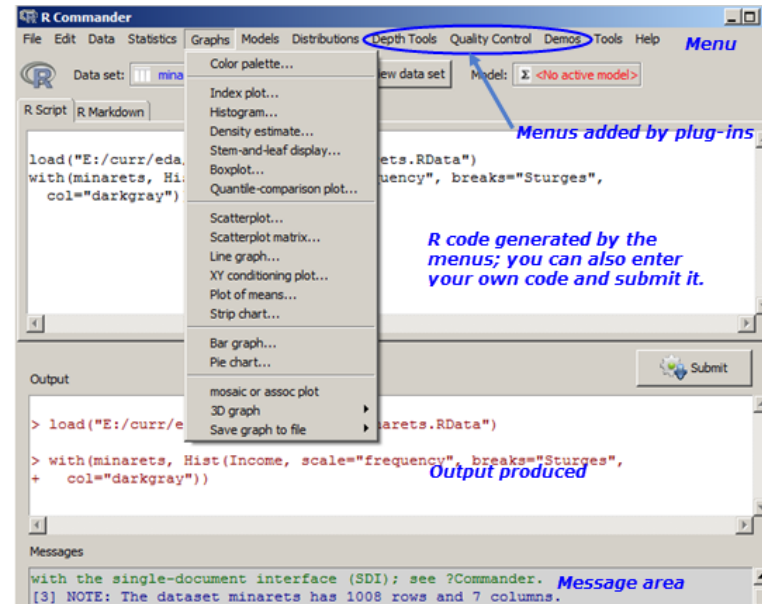 R Commander
File Edit Data Statistics Graphs Models Distributions Depth Tools Quality Control Demos Tools Help Menu
R Data set: mina iew data set Model: Σ <No active model>
Color palette...
Index plot...
Histogram...
Density estimate...
Stem-and-leaf display...
Boxplot...
Quantile-comparison plot...
Scatterplot...
Scatterplot matrix...
Line graph...
XY conditioning plot...
Plot of means...
Strip chart...
Bar graph...
Pie chart...
mosaic or assoc plot
3D graph
Save graph to file
R Script R Markdown
Menus added by plug-ins
load("E:/curr/eda ets.RData")
with(minarets, Hi uency", breaks="Sturges",
col="darkgray")
R code generated by the
menus; you can also enter
your own code and submit it.
Submit
Output
> load("E:/curr/e narets.RData")
> with(minarets, Hist(Income, scale="frequency", breaks="Sturges",
+ col="darkgray"))
Output produced
Messages
with the single-document interface (SDI); see ?Commander.
Message area
[3] NOTE: The dataset minarets has 1008 rows and 7 columns.